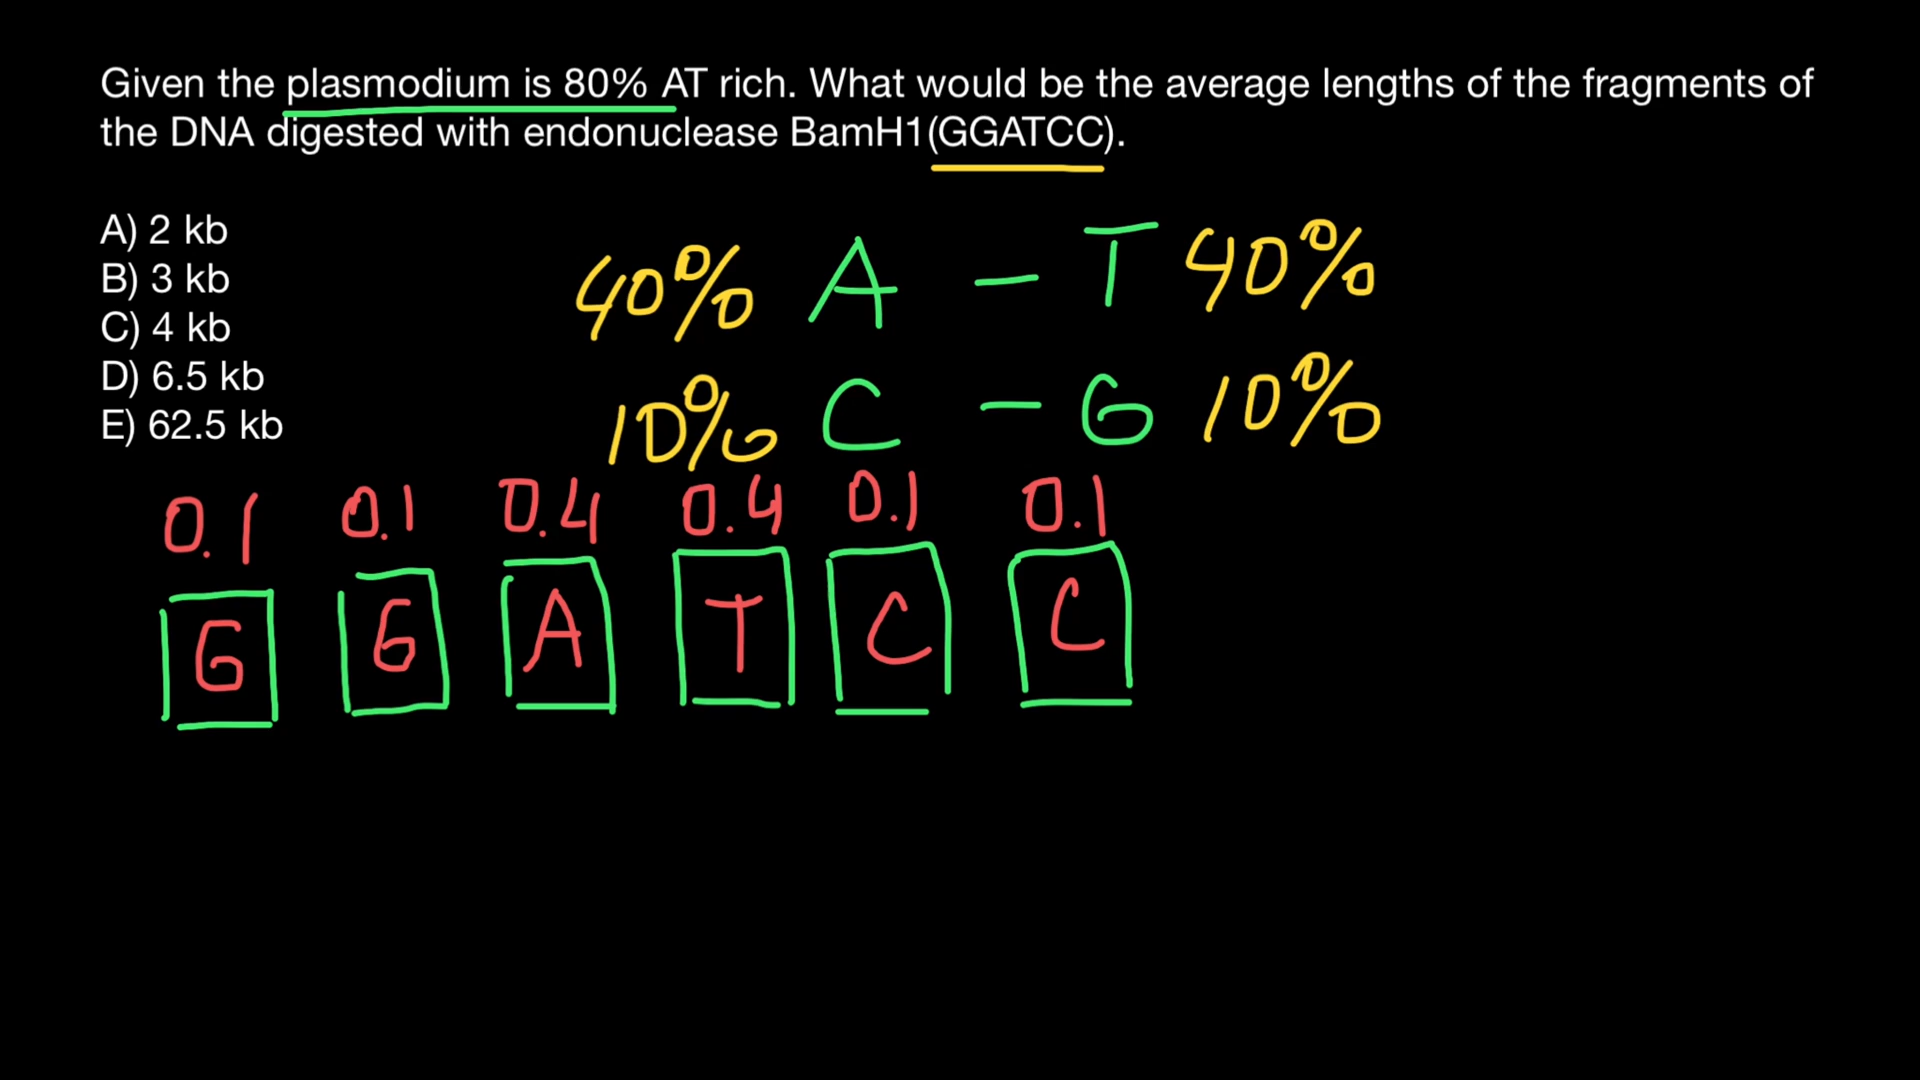 Given the plasmodium is 80% AT rich. What would be the average lengths of the fragments of
the DNA digested with endonuclease BamH1(GGATCC).
A) 2 kb
B) 3 kb
C) 4 kb
D) 6.5 kb
E) 62.5 kb
40% A - T 40%
10% C - G 10%
0.1 0.1 0.4 0.4 0.1 0.1
G G A T C C